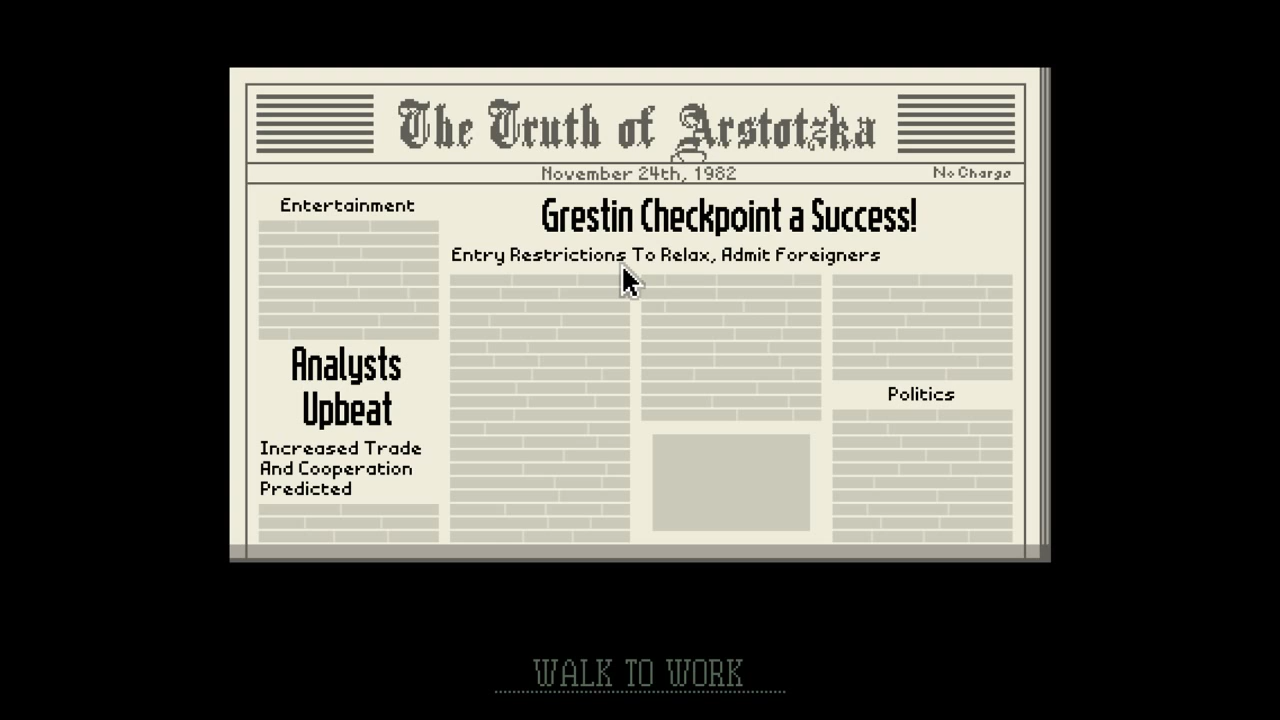 The Truth of Arstotzka
November 24th, 1982
No Charge
Entertainment
Analysts
Upbeat
Increased Trade
And Cooperation
Predicted
Grestin Checkpoint a Success!
Entry Restrictions To Relax, Admit Foreigners
Politics
WALK TO WORK